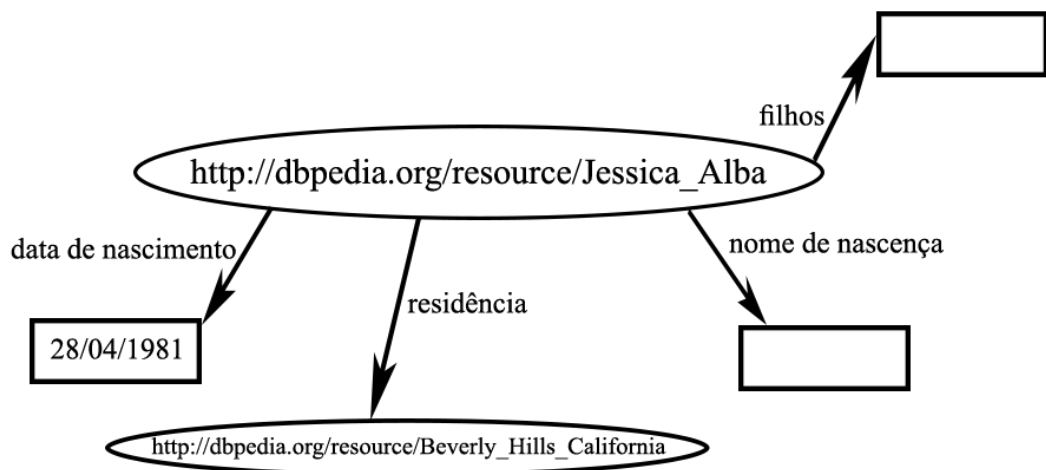 filhos
http://dbpedia.org/resource/Jessica_Alba
data de nascimento
nome de nascença
residência
28/04/1981
http://dbpedia.org/resource/Beverly_Hills_California